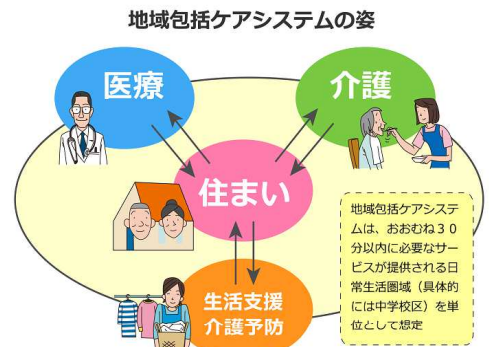 地域包括ケアシステムの姿
医療
介護
住まい
地域包括ケアシステ
ムは、おおむね３０
分以内に必要なサー
ビスが提供される日
常生活圏域（具体的
には中学校区）を単
位として想定
生活支援
介護予防